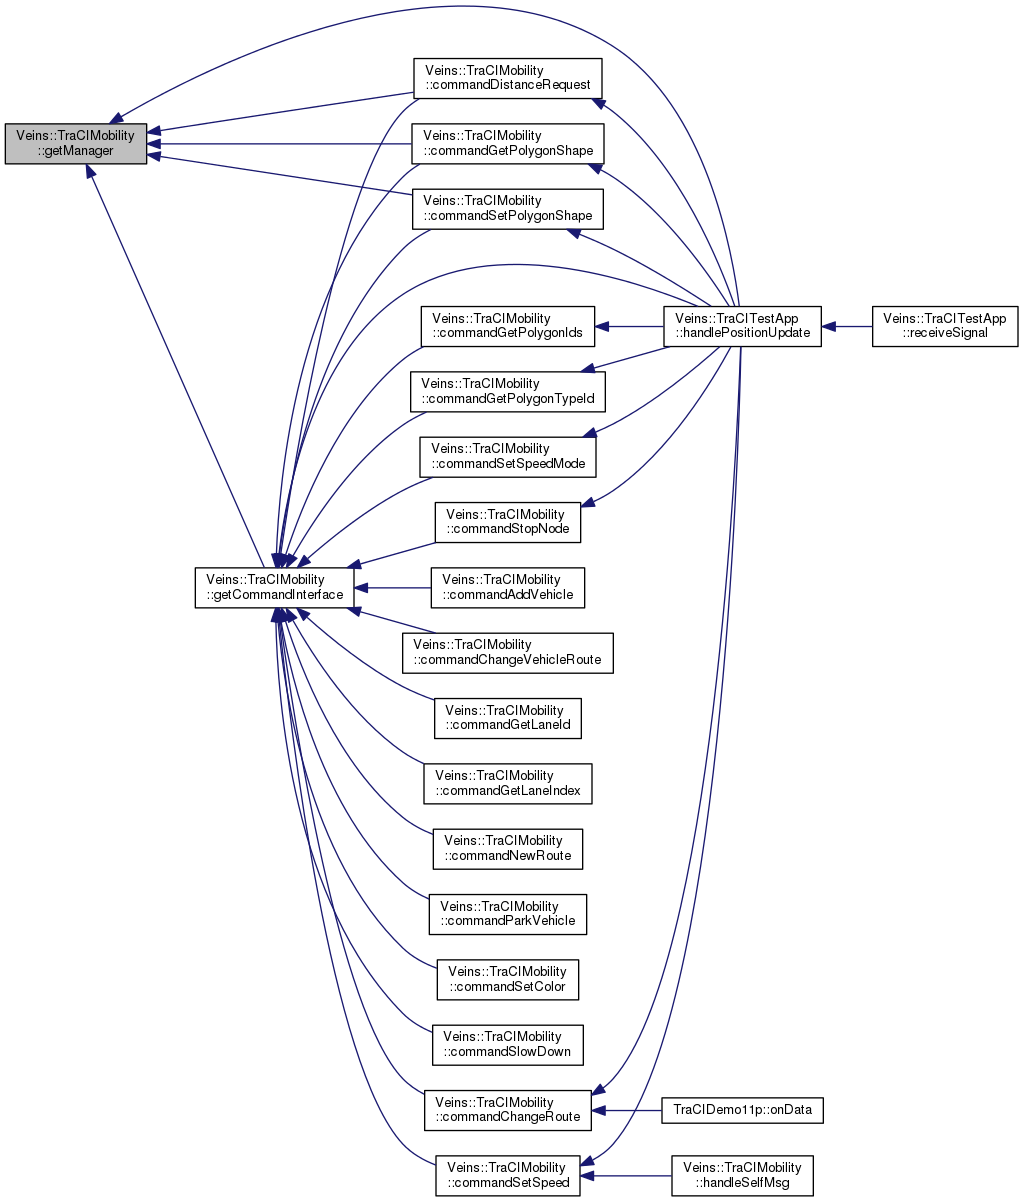 Veins::TraCIMobility
::getManager
Veins::TraCIMobility
::commandDistanceRequest
Veins::TraCIMobility
::commandGetPolygonShape
Veins::TraCIMobility
::commandSetPolygonShape
Veins::TraCIMobility
::commandGetPolygonIds
Veins::TraCITestApp
::handlePositionUpdate
Veins::TraCITestApp
::receiveSignal
Veins::TraCIMobility
::commandGetPolygonTypeId
Veins::TraCIMobility
::commandSetSpeedMode
Veins::TraCIMobility
::commandStopNode
Veins::TraCIMobility
::getCommandInterface
Veins::TraCIMobility
::commandAddVehicle
Veins::TraCIMobility
::commandChangeVehicleRoute
Veins::TraCIMobility
::commandGetLaneId
Veins::TraCIMobility
::commandGetLaneIndex
Veins::TraCIMobility
::commandNewRoute
Veins::TraCIMobility
::commandParkVehicle
Veins::TraCIMobility
::commandSetColor
Veins::TraCIMobility
::commandSlowDown
Veins::TraCIMobility
::commandChangeRoute
TraCIDemo11p::onData
Veins::TraCIMobility
::commandSetSpeed
Veins::TraCIMobility
::handleSelfMsg